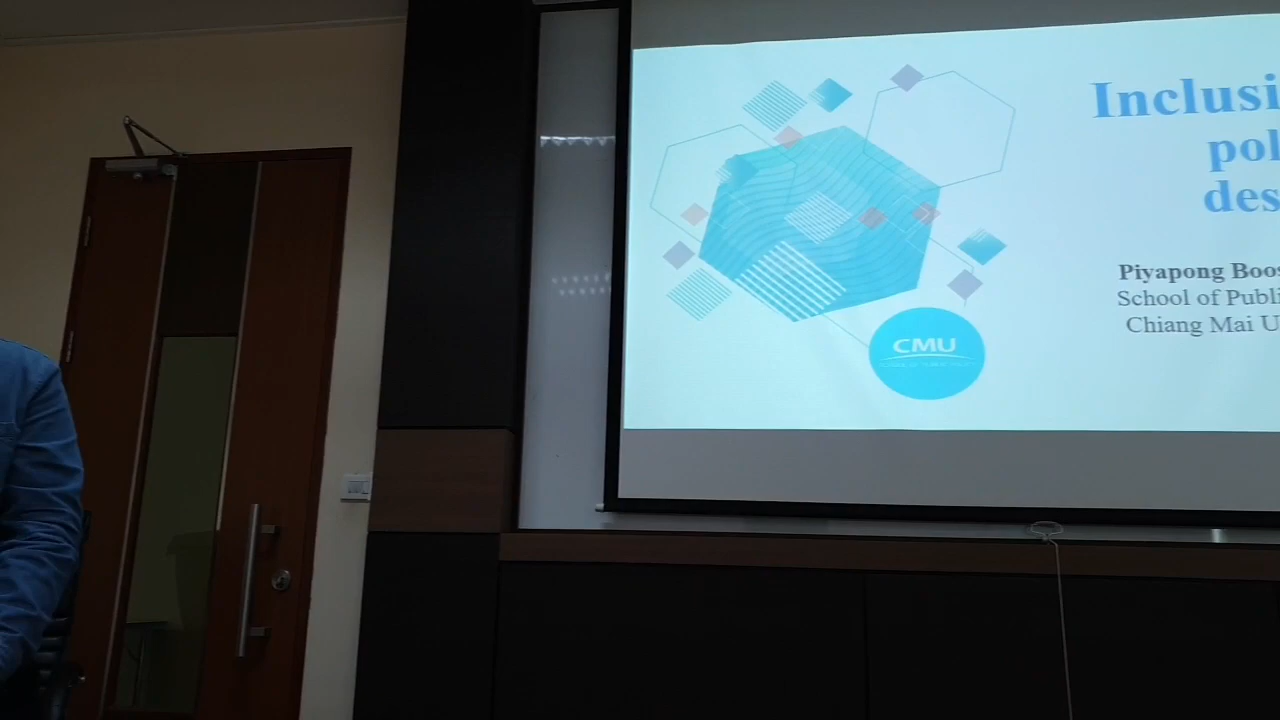 Inclusi
pol
des
Piyapong Boos
School of Publi
Chiang Mai U
CMU